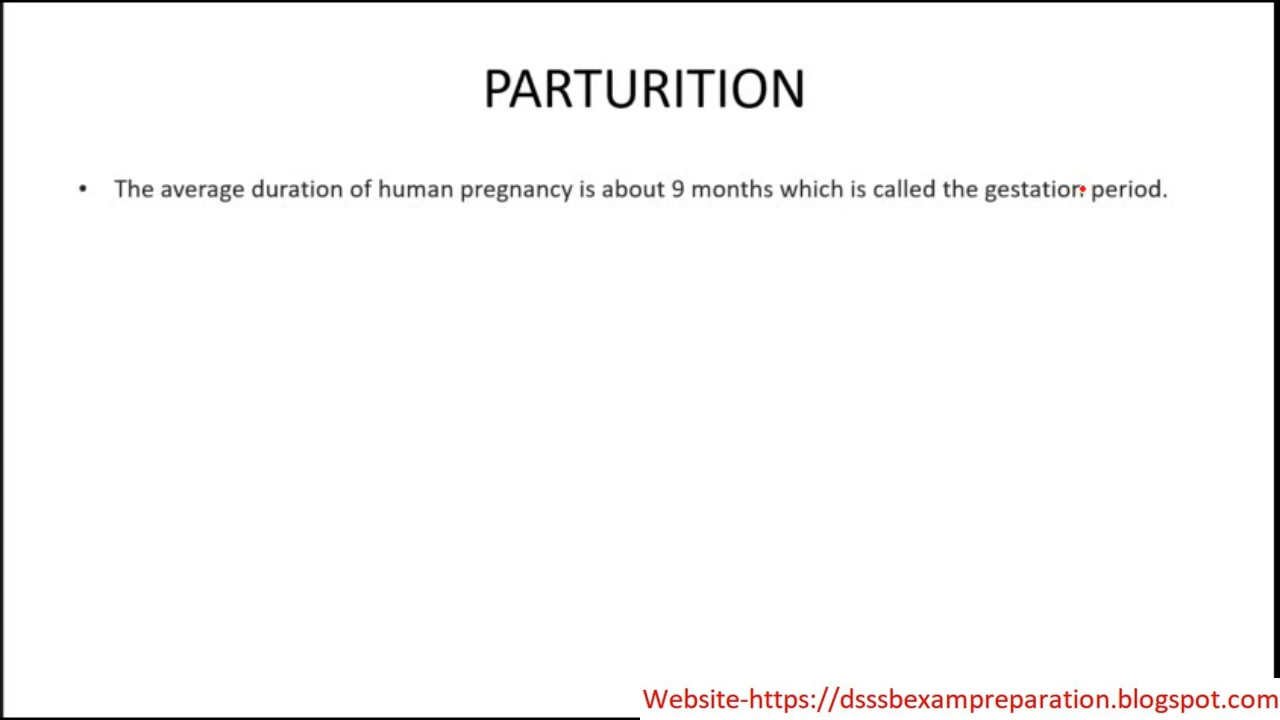 PARTURITION
• The average duration of human pregnancy is about 9 months which is called the gestation period.
Website-https://dsssbexampreparation.blogspot.com